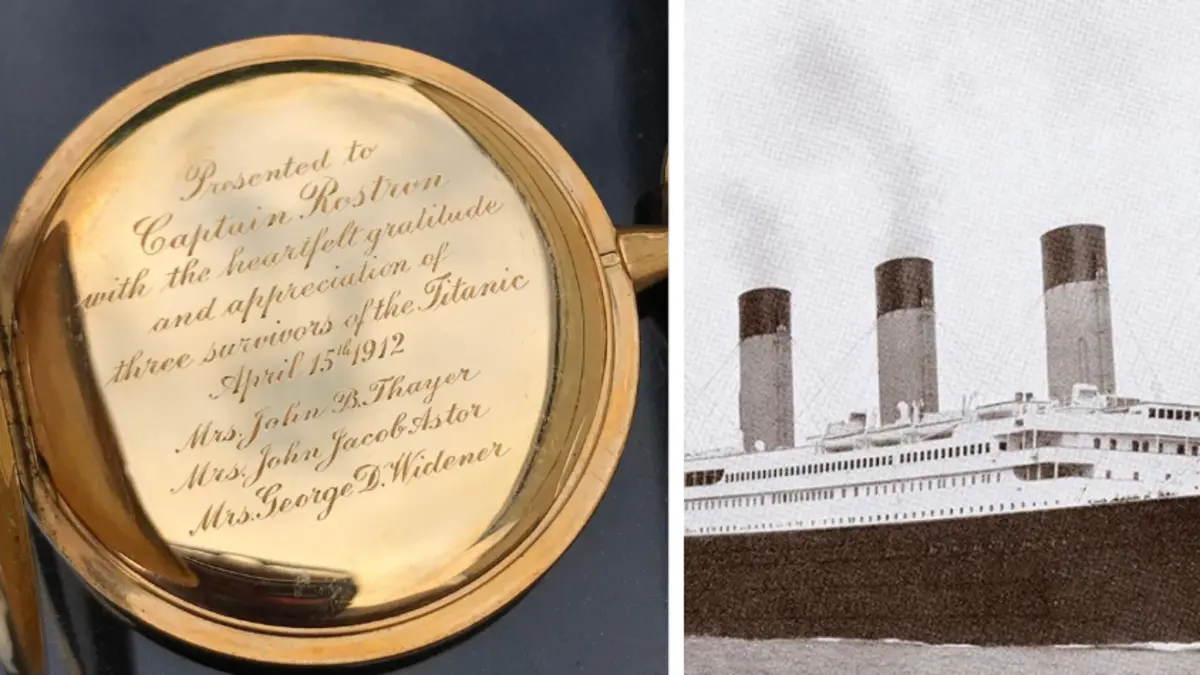 Presented to
Captain Rostron
with the heartfelt gratitude
and appreciation of
three survivors of the Titanic
April 15th 1912
Mrs. John B. Thayer
Mrs. John Jacob Astor
Mrs. George D. Widener